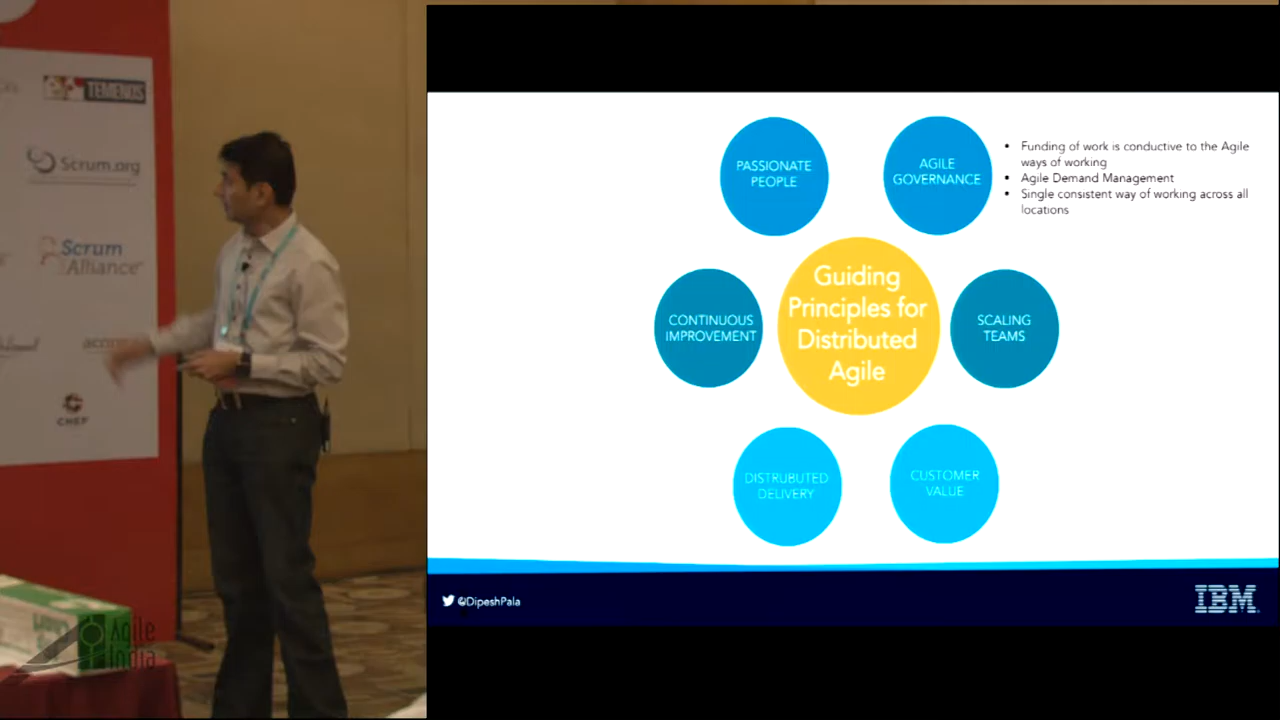 TEMENOS
Scrum.org
Scrum
Alliance
CHEF
Agile
India
PASSIONATE
PEOPLE
AGILE
GOVERNANCE
• Funding of work is conductive to the Agile
ways of working
• Agile Demand Management
• Single consistent way of working across all
locations
Guiding
Principles for
Distributed
Agile
CONTINUOUS
IMPROVEMENT
SCALING
TEAMS
DISTRUBUTED
DELIVERY
CUSTOMER
VALUE
@DipeshPala
IBM